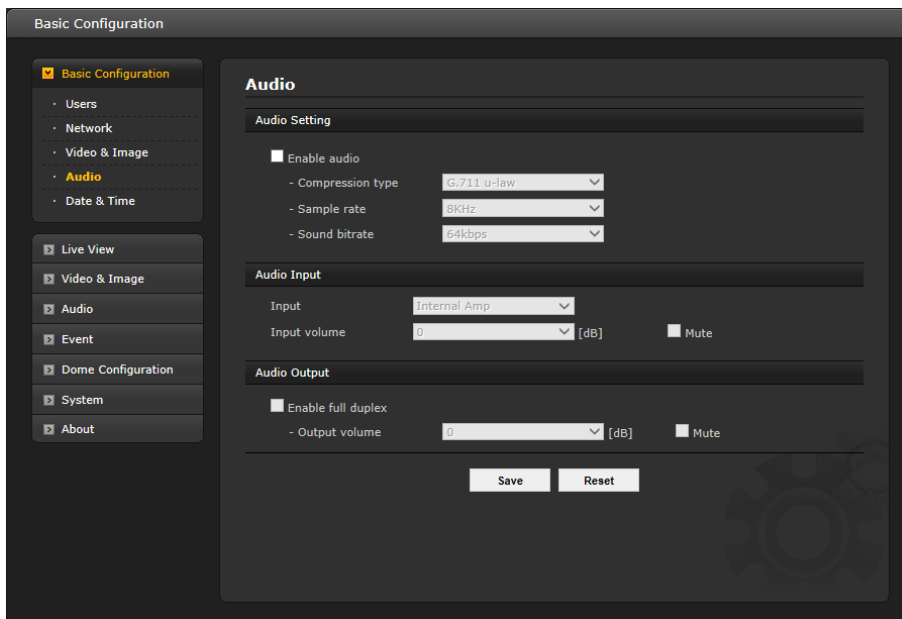 Basic Configuration
Basic Configuration
· Users
· Network
· Video & Image
· Audio
· Date & Time
Live View
Video & Image
Audio
Event
Dome Configuration
System
About
Audio
Audio Setting
Enable audio
- Compression type G.711 u-law
- Sample rate 8KHz
- Sound bitrate 64kbps
Audio Input
Input Internal Amp
Input volume 0 [dB] Mute
Audio Output
Enable full duplex
- Output volume 0 [dB] Mute
Save Reset